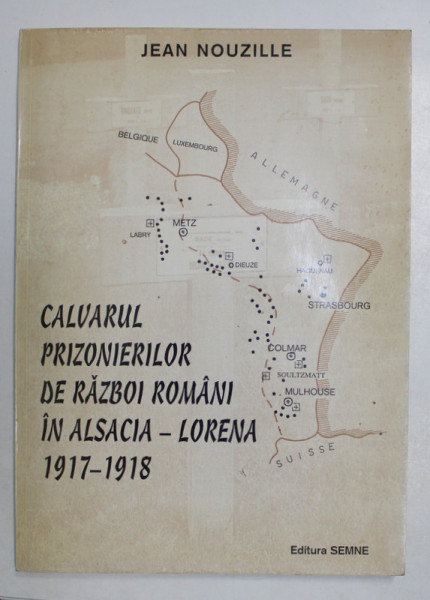 JEAN NOUZILLE
BELGIQUE
LUXEMBOURG
ALLEMAGNE
METZ
LABRY
DIEUZE
HAGUENAU
STRASBOURG
COLMAR
SOULTZMATT
MULHOUSE
SUISSE
CALVARUL
PRIZONIERILOR
DE RĂZBOI ROMÂNI
ÎN ALSACIA – LORENA
1917–1918
Editura SEMNE